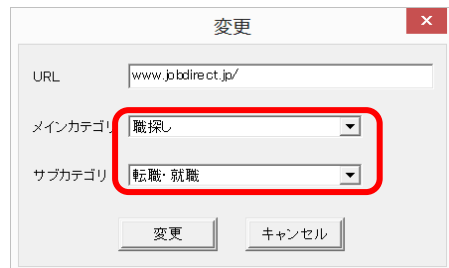 変更
×
URL www.jobdirect.jp/
メインカテゴリ 職探し
サブカテゴリ 転職・就職
変更 キャンセル